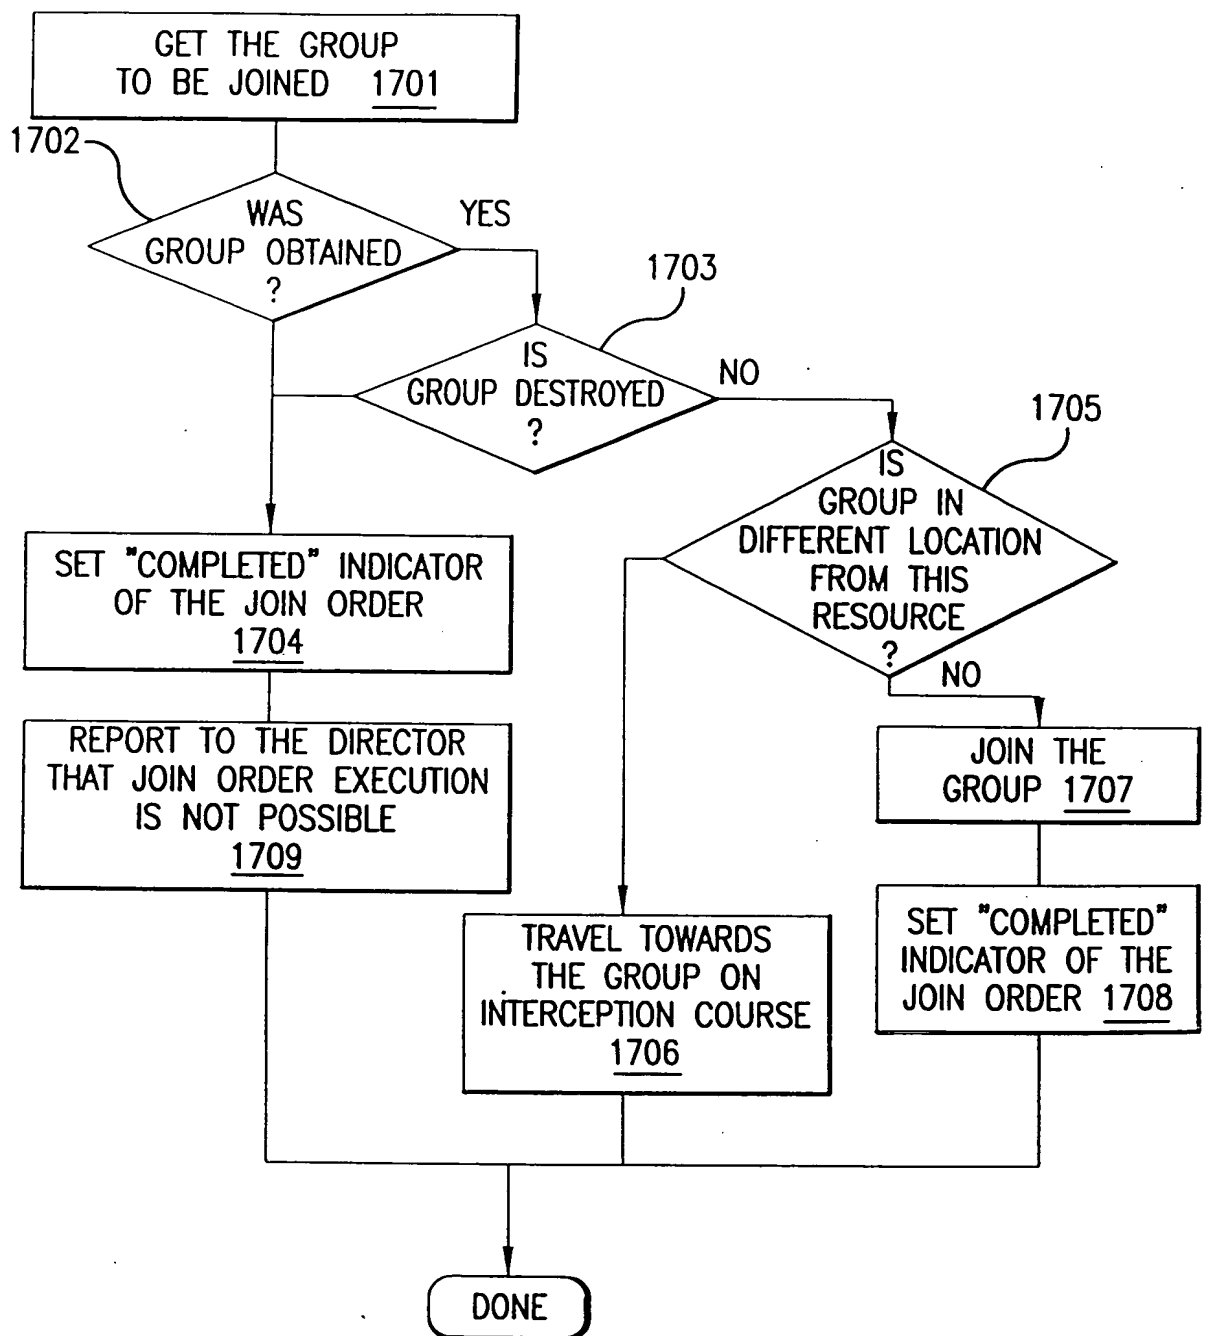 GET THE GROUP
TO BE JOINED 1701
1702
WAS
GROUP OBTAINED
?
YES
1703
IS
GROUP DESTROYED
?
NO
1705
IS
GROUP IN
DIFFERENT LOCATION
FROM THIS
RESOURCE
?
NO
SET "COMPLETED" INDICATOR
OF THE JOIN ORDER
1704
REPORT TO THE DIRECTOR
THAT JOIN ORDER EXECUTION
IS NOT POSSIBLE
1709
JOIN THE
GROUP 1707
TRAVEL TOWARDS
THE GROUP ON
INTERCEPTION COURSE
1706
SET "COMPLETED"
INDICATOR OF THE
JOIN ORDER 1708
DONE